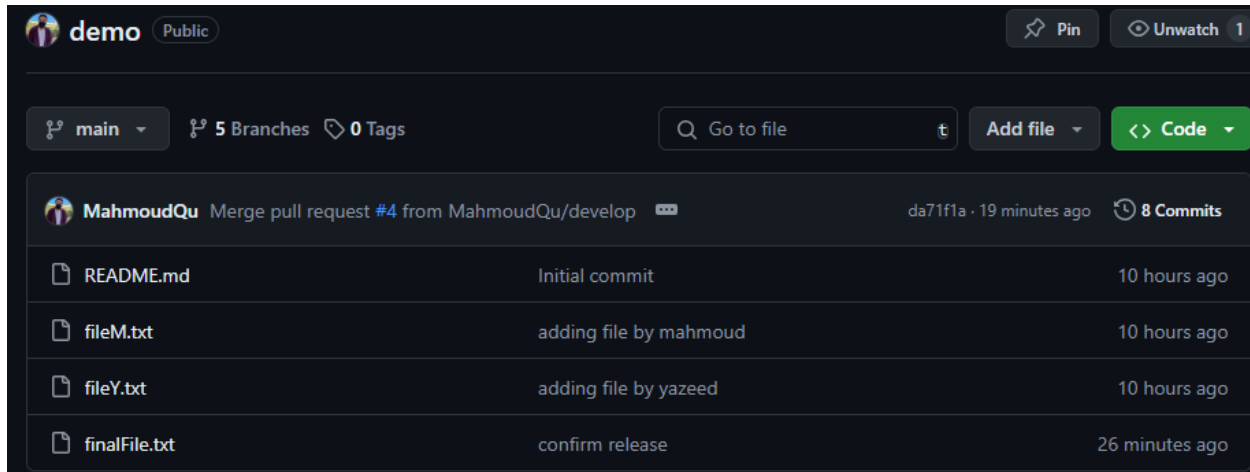 demo Public Pin Unwatch 1
main 5 Branches 0 Tags Go to file t Add file Code
MahmoudQu Merge pull request #4 from MahmoudQu/develop da71f1a · 19 minutes ago 8 Commits
README.md Initial commit 10 hours ago
fileM.txt adding file by mahmoud 10 hours ago
fileY.txt adding file by yazeed 10 hours ago
finalFile.txt confirm release 26 minutes ago